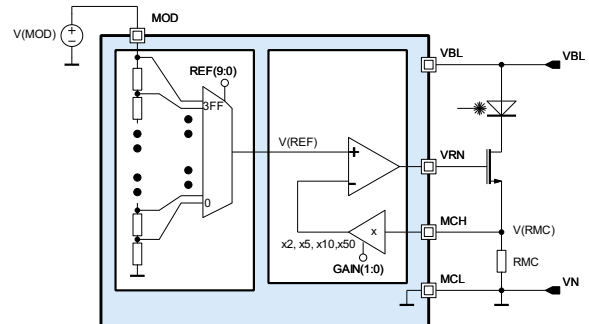 MOD
V(MOD)
VBL
VBL
REF(9:0)
3FF
V(REF)
VRN
MCH
V(RMC)
0
x
x2, x5, x10,x50
GAIN(1:0)
RMC
MCL
VN